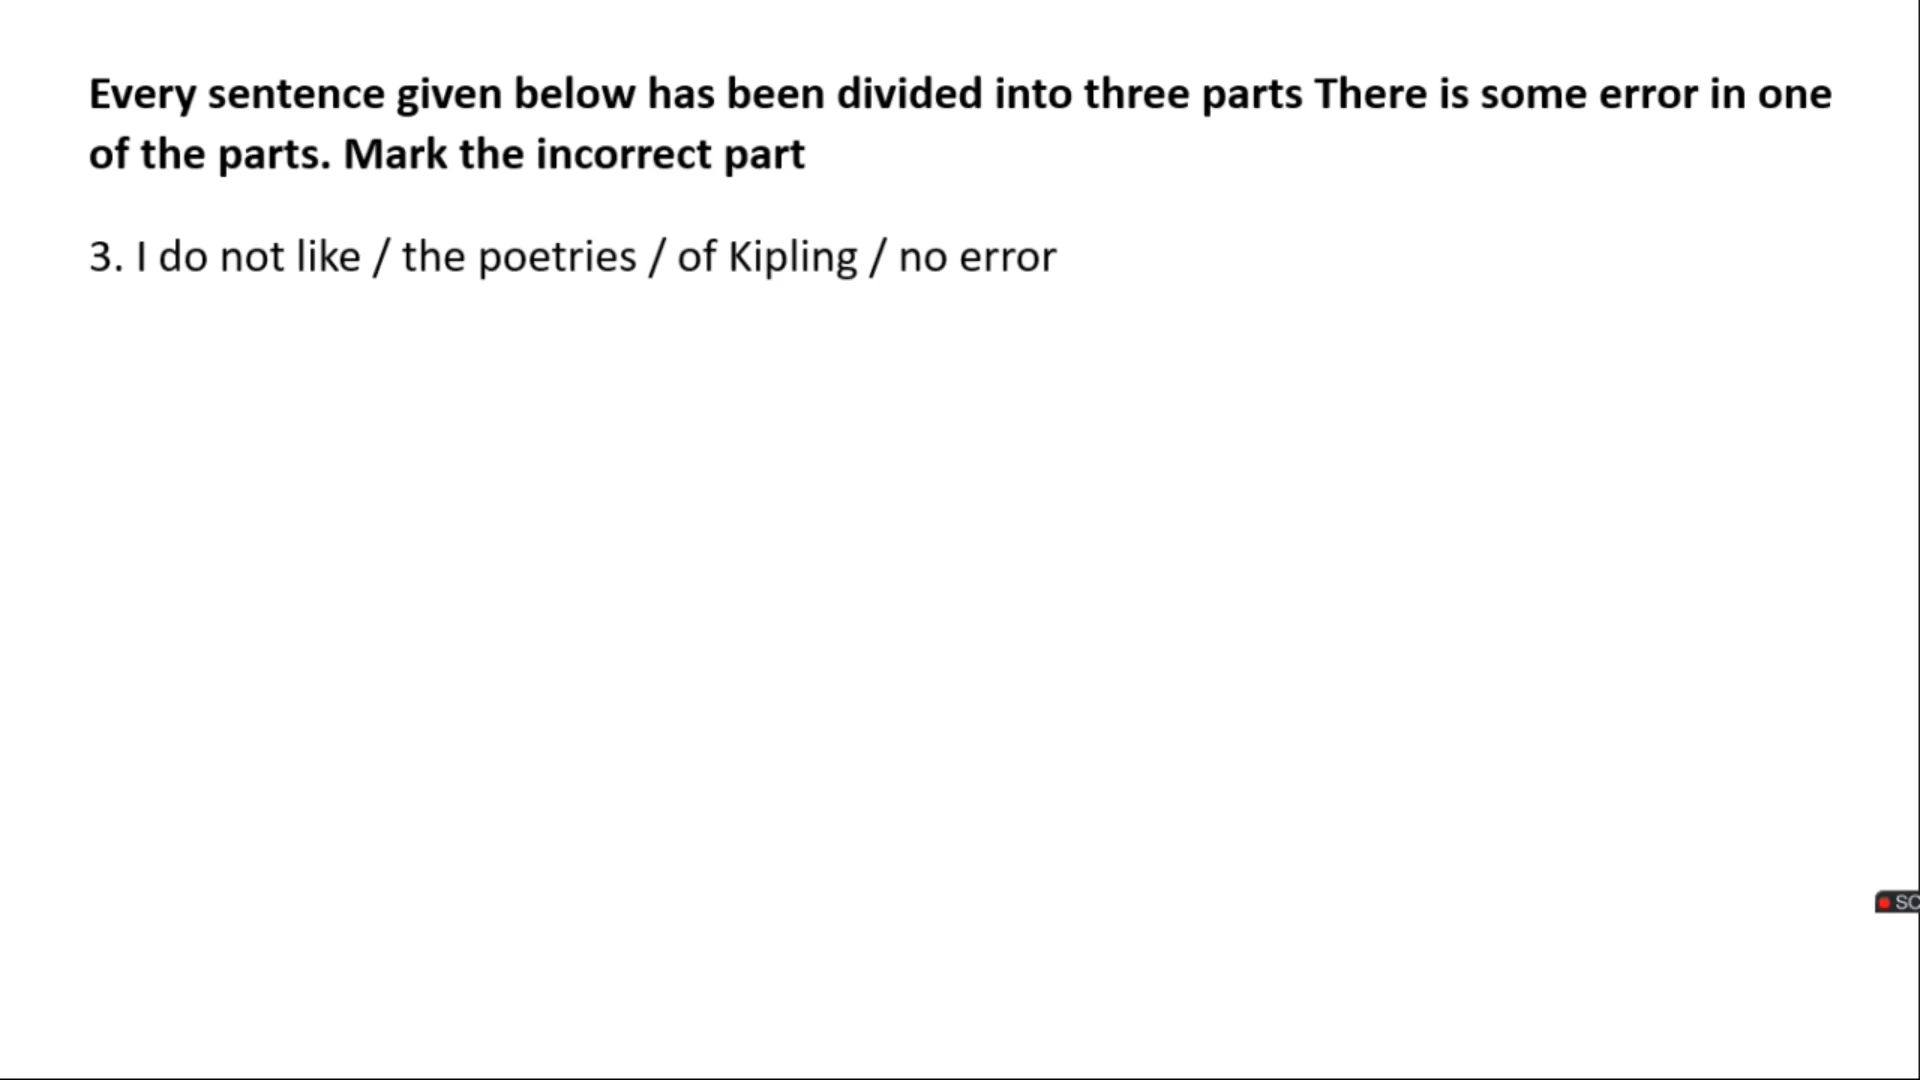 Every sentence given below has been divided into three parts There is some error in one
of the parts. Mark the incorrect part
3. I do not like / the poetries / of Kipling / no error
SC